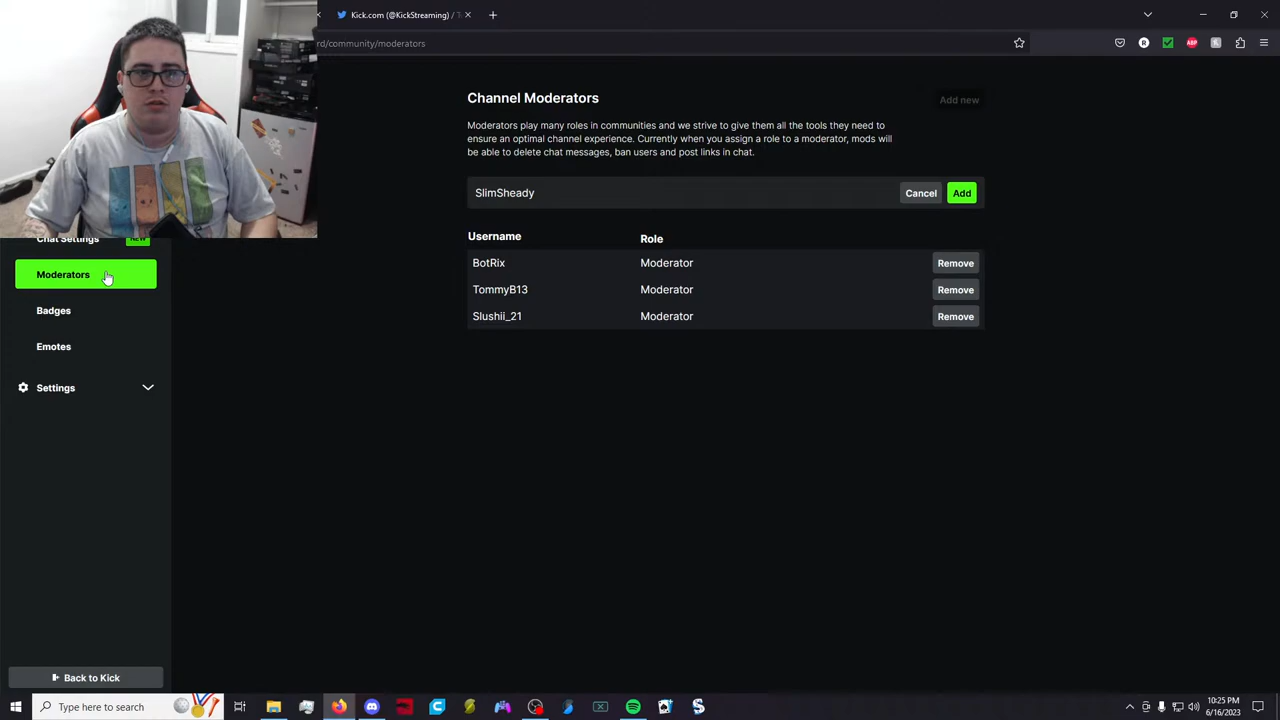 Kick.com (@KickStreaming) / T
rd/community/moderators
Channel Moderators
Add new
Moderators play many roles in communities and we strive to give them all the tools they need to
ensure an optimal channel experience. Currently when you assign a role to a moderator, mods will
be able to delete chat messages, ban users and post links in chat.
SlimSheady
Cancel
Add
Username
Role
BotRix
Moderator
Remove
TommyB13
Moderator
Remove
Slushii_21
Moderator
Remove
Chat Settings
NEW
Moderators
Badges
Emotes
Settings
Back to Kick
Type here to search
10:25 PM
6/16/2023